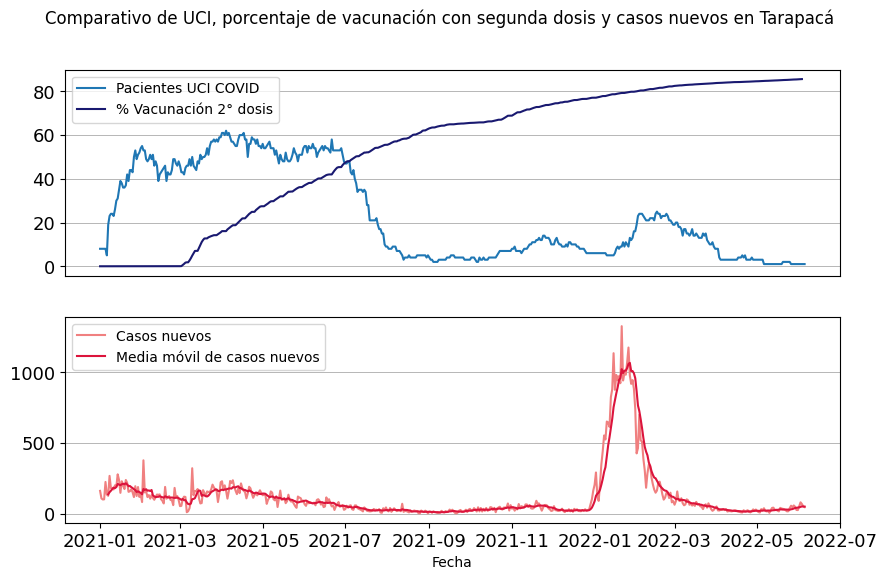 Comparativo de UCI, porcentaje de vacunación con segunda dosis y casos nuevos en Tarapacá
Pacientes UCI COVID
% Vacunación 2° dosis
80
60
40
20
0
Casos nuevos
Media móvil de casos nuevos
1000
500
0
2021-01 2021-03 2021-05 2021-07 2021-09 2021-11 2022-01 2022-03 2022-05 2022-07
Fecha